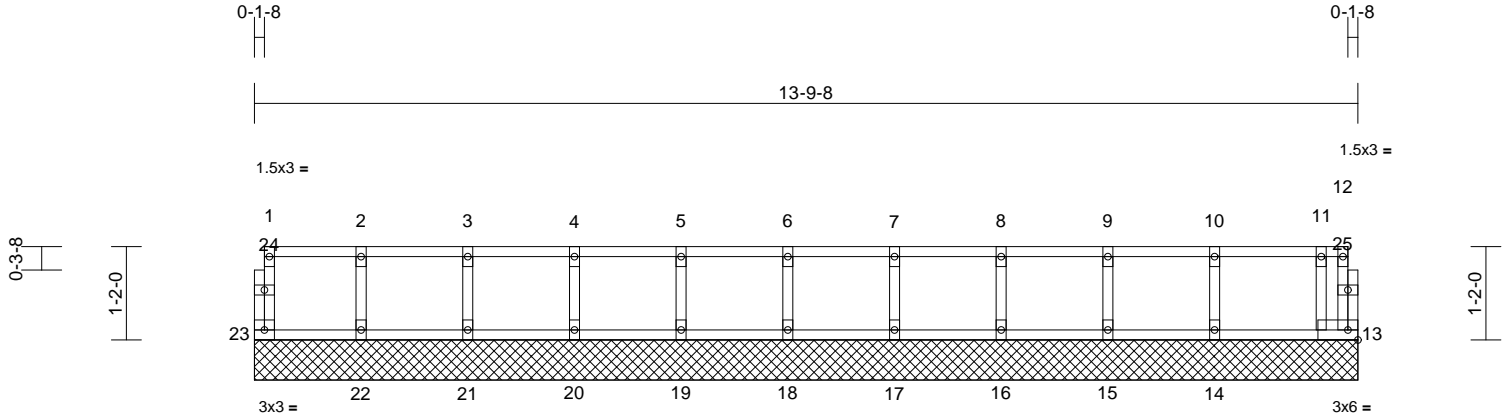 0-1-8 0-1-8
13-9-8
1.5x3 = 1.5x3 =
12
1 2 3 4 5 6 7 8 9 10 11
24 25
0-3-8
1-2-0 1-2-0
23 13
22 21 20 19 18 17 16 15 14
3x3 = 3x6 =